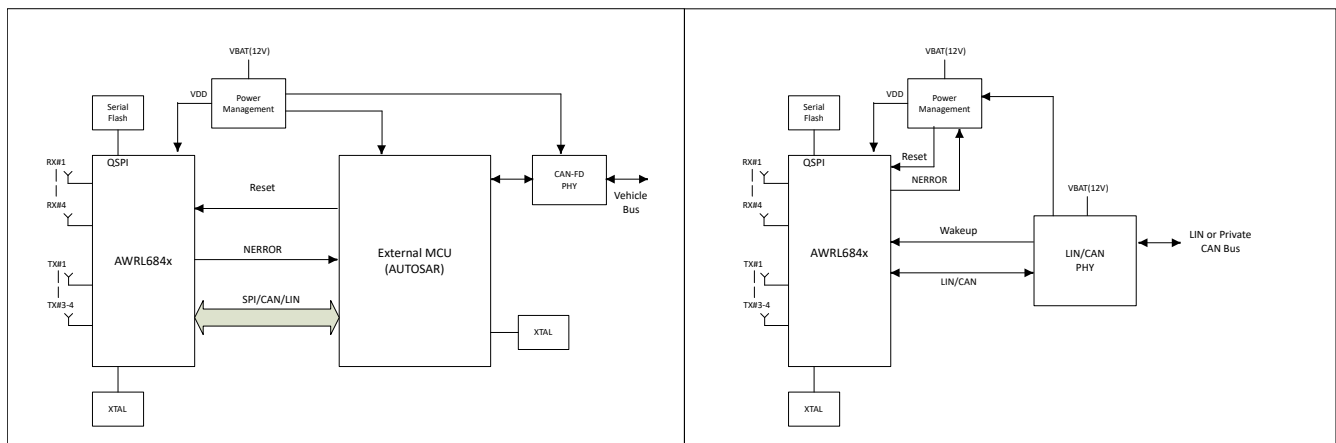 VBAT(12V)
VDD
Power
Management
Serial
Flash
QSPI
RX#1
RX#4
TX#1
TX#3-4
AWRL684x
Reset
NERROR
SPI/CAN/LIN
External MCU
(AUTOSAR)
CAN-FD
PHY
Vehicle
Bus
XTAL
XTAL
VBAT(12V)
VDD
Power
Management
Serial
Flash
QSPI
Reset
NERROR
RX#1
RX#4
TX#1
TX#3-4
AWRL684x
VBAT(12V)
Wakeup
LIN/CAN
LIN/CAN
PHY
LIN or Private
CAN Bus
XTAL